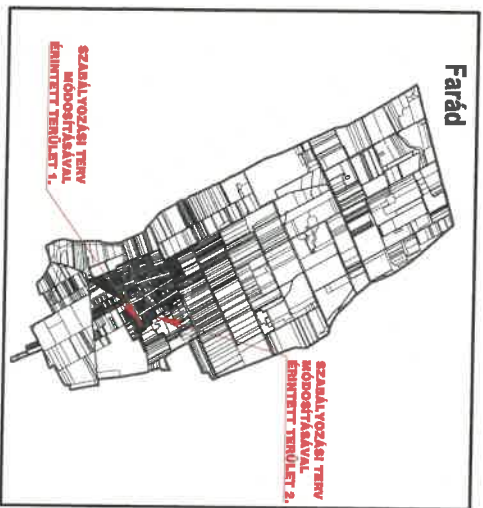 Farád
SZABÁLYOZÁSI TERV
MÓDOSÍTÁSÁVAL
ÉRINTETT TERÜLET 1.
SZABÁLYOZÁSI TERV
MÓDOSÍTÁSÁVAL
ÉRINTETT TERÜLET 2.